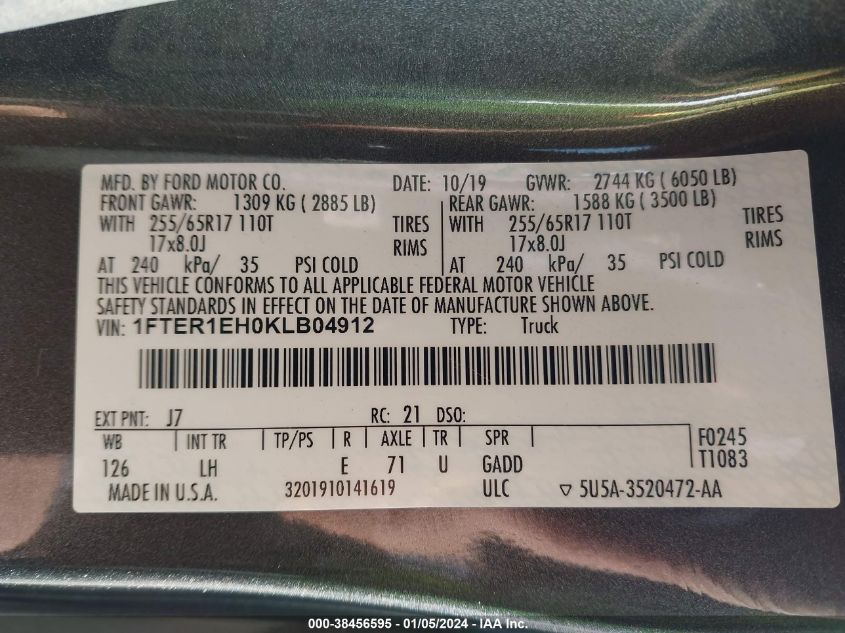 MFD. BY FORD MOTOR CO. DATE: 10/19 GVWR: 2744 KG ( 6050 LB)
FRONT GAWR: 1309 KG ( 2885 LB) REAR GAWR: 1588 KG ( 3500 LB)
WITH 255/65R17 110T TIRES WITH 255/65R17 110T TIRES
17x8.0J RIMS 17x8.0J RIMS
AT 240 kPa/ 35 PSI COLD AT 240 kPa/ 35 PSI COLD
THIS VEHICLE CONFORMS TO ALL APPLICABLE FEDERAL MOTOR VEHICLE
SAFETY STANDARDS IN EFFECT ON THE DATE OF MANUFACTURE SHOWN ABOVE.
VIN: 1FTER1EH0KLB04912 TYPE: Truck
EXT PNT: J7 RC: 21 DSO:
WB INT TR TP/PS R AXLE TR SPR F0245
126 LH E 71 U GADD T1083
MADE IN U.S.A. 3201910141619 ULC ▽ 5U5A-3520472-AA
000-38456595 - 01/05/2024 - IAA Inc.